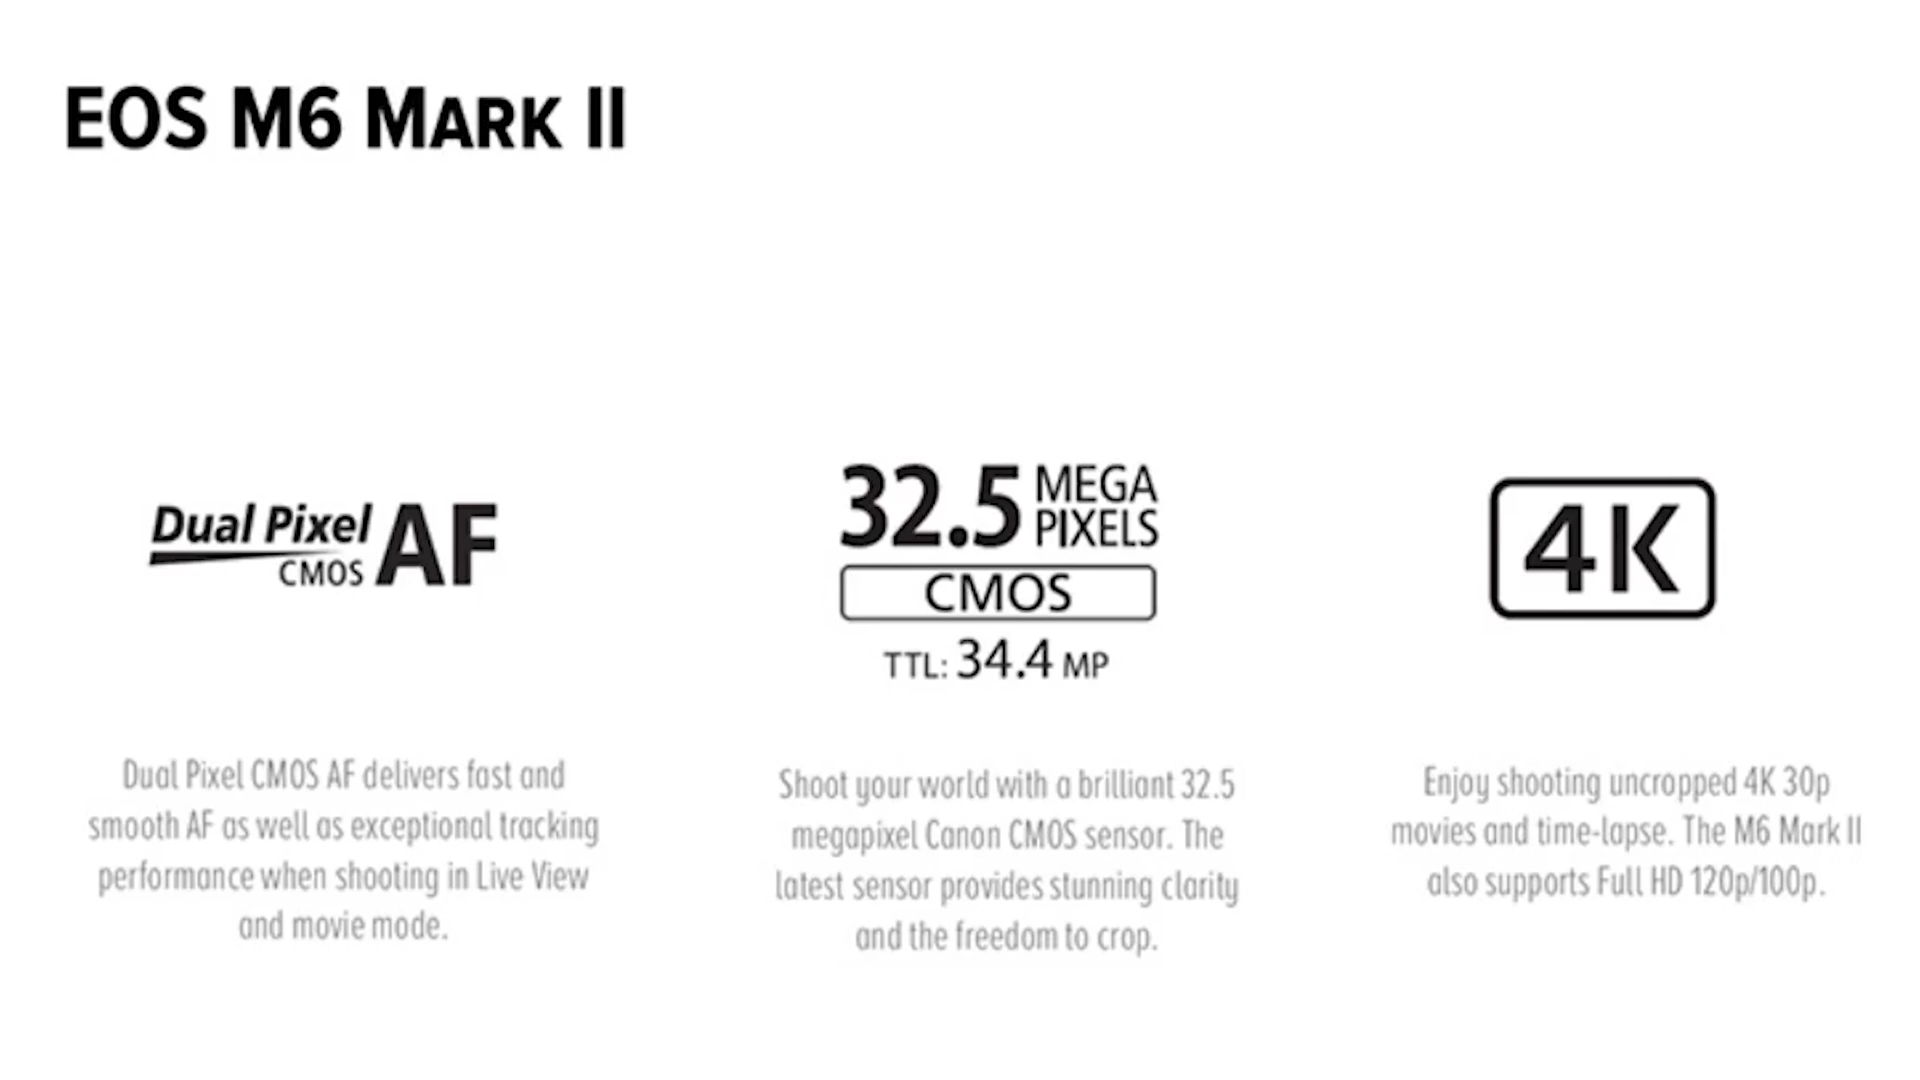 EOS M6 MARK II
Dual Pixel
CMOS AF
32.5 MEGA
PIXELS
CMOS
TTL: 34.4 MP
4K
Dual Pixel CMOS AF delivers fast and
smooth AF as well as exceptional tracking
performance when shooting in Live View
and movie mode.
Shoot your world with a brilliant 32.5
megapixel Canon CMOS sensor. The
latest sensor provides stunning clarity
and the freedom to crop.
Enjoy shooting uncropped 4K 30p
movies and time-lapse. The M6 Mark II
also supports Full HD 120p/100p.